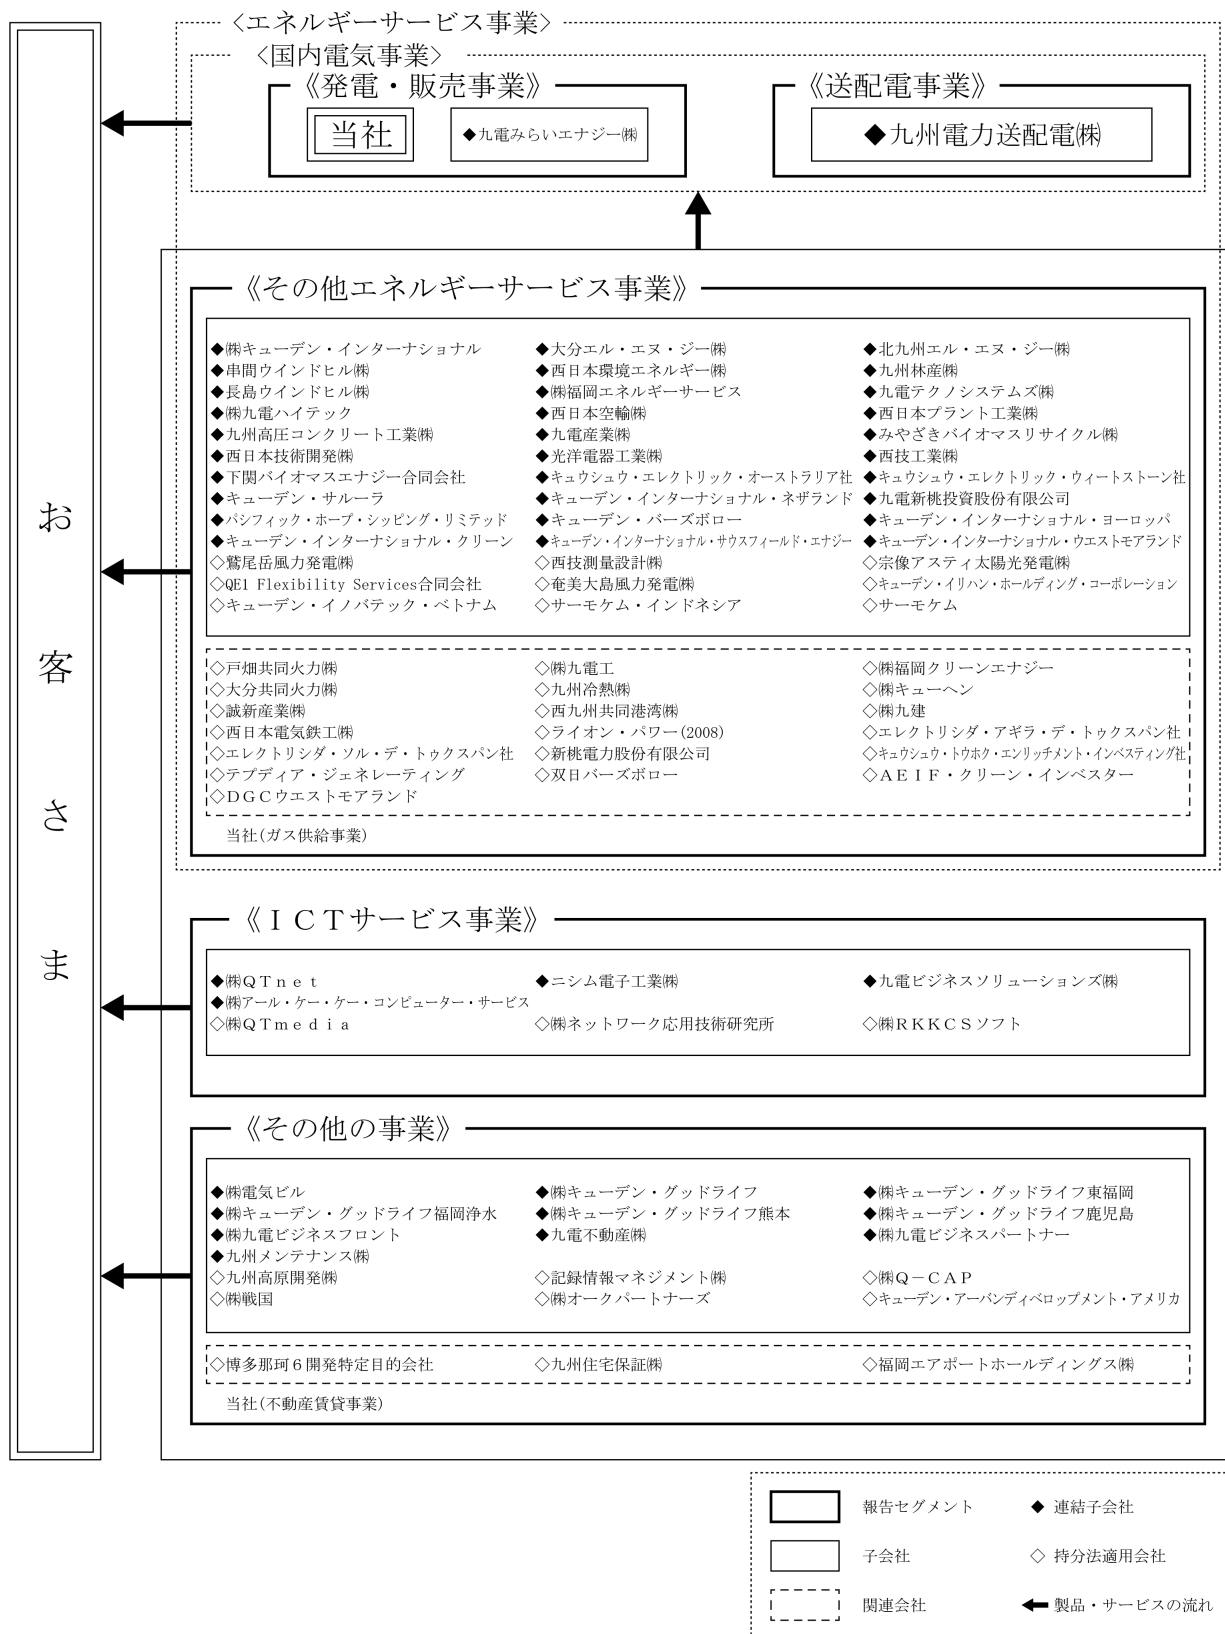 〈エネルギーサービス事業〉
〈国内電気事業〉
《発電・販売事業》
当社
◆九電みらいエナジー㈱
《送配電事業》
◆九州電力送配電㈱
お客さま
《その他エネルギーサービス事業》
◆㈱キューデン・インターナショナル ◆大分エル・エヌ・ジー㈱ ◆北九州エル・エヌ・ジー㈱
◆串間ウインドヒル㈱ ◆西日本環境エネルギー㈱ ◆九州林産㈱
◆長島ウインドヒル㈱ ◆㈱福岡エネルギーサービス ◆九電テクノシステムズ㈱
◆㈱九電ハイテック ◆西日本空輸㈱ ◆西日本プラント工業㈱
◆九州高圧コンクリート工業㈱ ◆九電産業㈱ ◆みやざきバイオマスリサイクル㈱
◆西日本技術開発㈱ ◆光洋電器工業㈱ ◆西技工業㈱
◆下関バイオマスエナジー合同会社 ◆キュウシュウ・エレクトリック・オーストラリア社 ◆キュウシュウ・エレクトリック・ウィートストーン社
◆キューデン・サルーラ ◆キューデン・インターナショナル・ネザランド ◆九電新桃投資股份有限公司
◆パシフィック・ホープ・シッピング・リミテッド ◆キューデン・バーズボロー ◆キューデン・インターナショナル・ヨーロッパ
◆キューデン・インターナショナル・クリーン ◆キューデン・インターナショナル・サウスフィールド・エナジー ◆キューデン・インターナショナル・ウエストモアランド
◇鷲尾岳風力発電㈱ ◇西技測量設計㈱ ◇宗像アスティ太陽光発電㈱
◇QE1 Flexibility Services合同会社 ◇奄美大島風力発電㈱ ◇キューデン・イリハン・ホールディング・コーポレーション
◇キューデン・イノバテック・ベトナム ◇サーモケム・インドネシア ◇サーモケム
◇戸畑共同火力㈱ ◇㈱九電工 ◇㈱福岡クリーンエナジー
◇大分共同火力㈱ ◇九州冷熱㈱ ◇㈱キューヘン
◇誠新産業㈱ ◇西九州共同港湾㈱ ◇㈱九建
◇西日本電気鉄工㈱ ◇ライオン・パワー(2008) ◇エレクトリシダ・アギラ・デ・トゥクスパン社
◇エレクトリシダ・ソル・デ・トゥクスパン社 ◇新桃電力股份有限公司 ◇キュウシュウ・トウホク・エンリッチメント・インベスティング社
◇テプディア・ジェネレーティング ◇双日バーズボロー ◇ＡＥＩＦ・クリーン・インベスター
◇ＤＧＣウエストモアランド
当社(ガス供給事業)
《ＩＣＴサービス事業》
◆㈱ＱＴｎｅｔ ◆ニシム電子工業㈱ ◆九電ビジネスソリューションズ㈱
◆㈱アール・ケー・ケー・コンピューター・サービス
◇㈱ＱＴｍｅｄｉａ ◇㈱ネットワーク応用技術研究所 ◇㈱ＲＫＫＣＳソフト
《その他の事業》
◆㈱電気ビル ◆㈱キューデン・グッドライフ ◆㈱キューデン・グッドライフ東福岡
◆㈱キューデン・グッドライフ福岡浄水 ◆㈱キューデン・グッドライフ熊本 ◆㈱キューデン・グッドライフ鹿児島
◆㈱九電ビジネスフロント ◆九電不動産㈱ ◆㈱九電ビジネスパートナー
◆九州メンテナンス㈱
◇九州高原開発㈱ ◇記録情報マネジメント㈱ ◇㈱Ｑ－ＣＡＰ
◇㈱戦国 ◇㈱オークパートナーズ ◇キューデン・アーバンディベロップメント・アメリカ
◇博多那珂６開発特定目的会社 ◇九州住宅保証㈱ ◇福岡エアポートホールディングス㈱
当社(不動産賃貸事業)
報告セグメント ◆ 連結子会社
子会社 ◇ 持分法適用会社
関連会社 製品・サービスの流れ